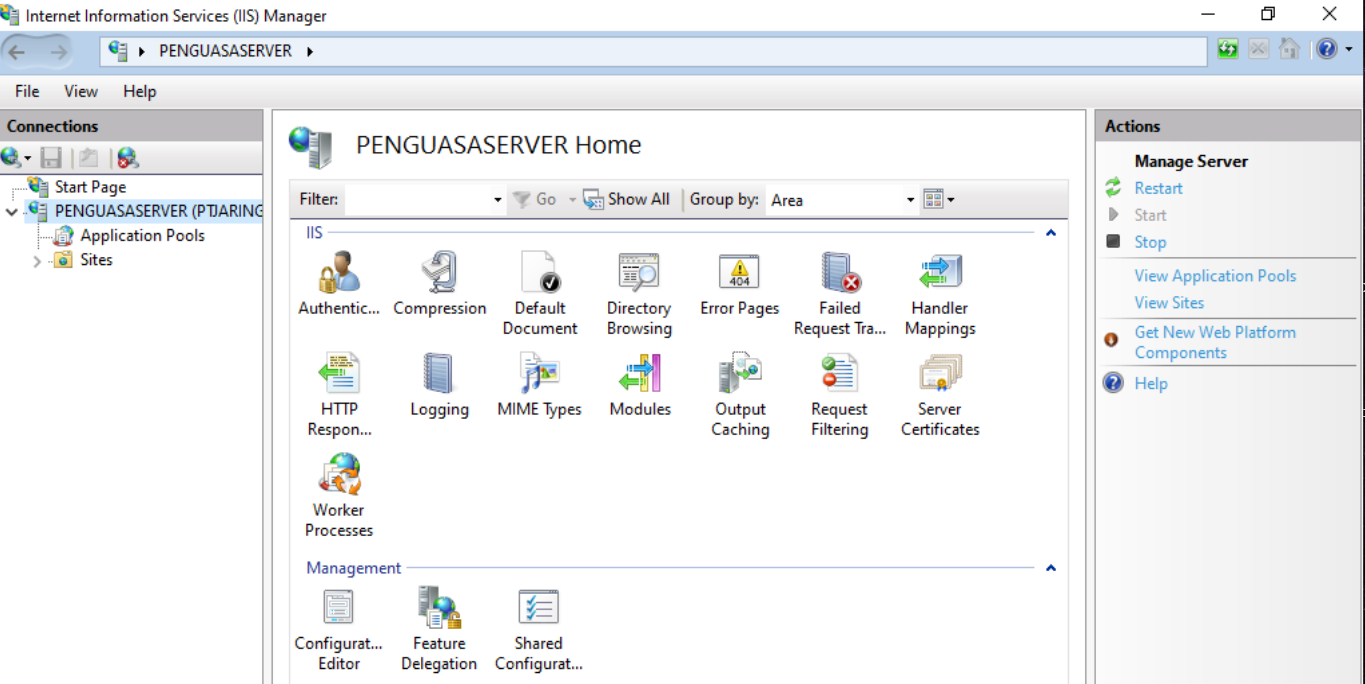 Internet Information Services (IIS) Manager
PENGUASASERVER
File View Help
Connections
Start Page
PENGUASASERVER (PTJARING
Application Pools
Sites
PENGUASASERVER Home
Filter: Go Show All Group by: Area
IIS
Authentic...
Compression
Default
Document
Directory
Browsing
Error Pages
404
Failed
Request Tra...
Handler
Mappings
HTTP
Respon...
Logging
MIME Types
Modules
Output
Caching
Request
Filtering
Server
Certificates
Worker
Processes
Management
Configurat...
Editor
Feature
Delegation
Shared
Configurat...
Actions
Manage Server
Restart
Start
Stop
View Application Pools
View Sites
Get New Web Platform
Components
Help